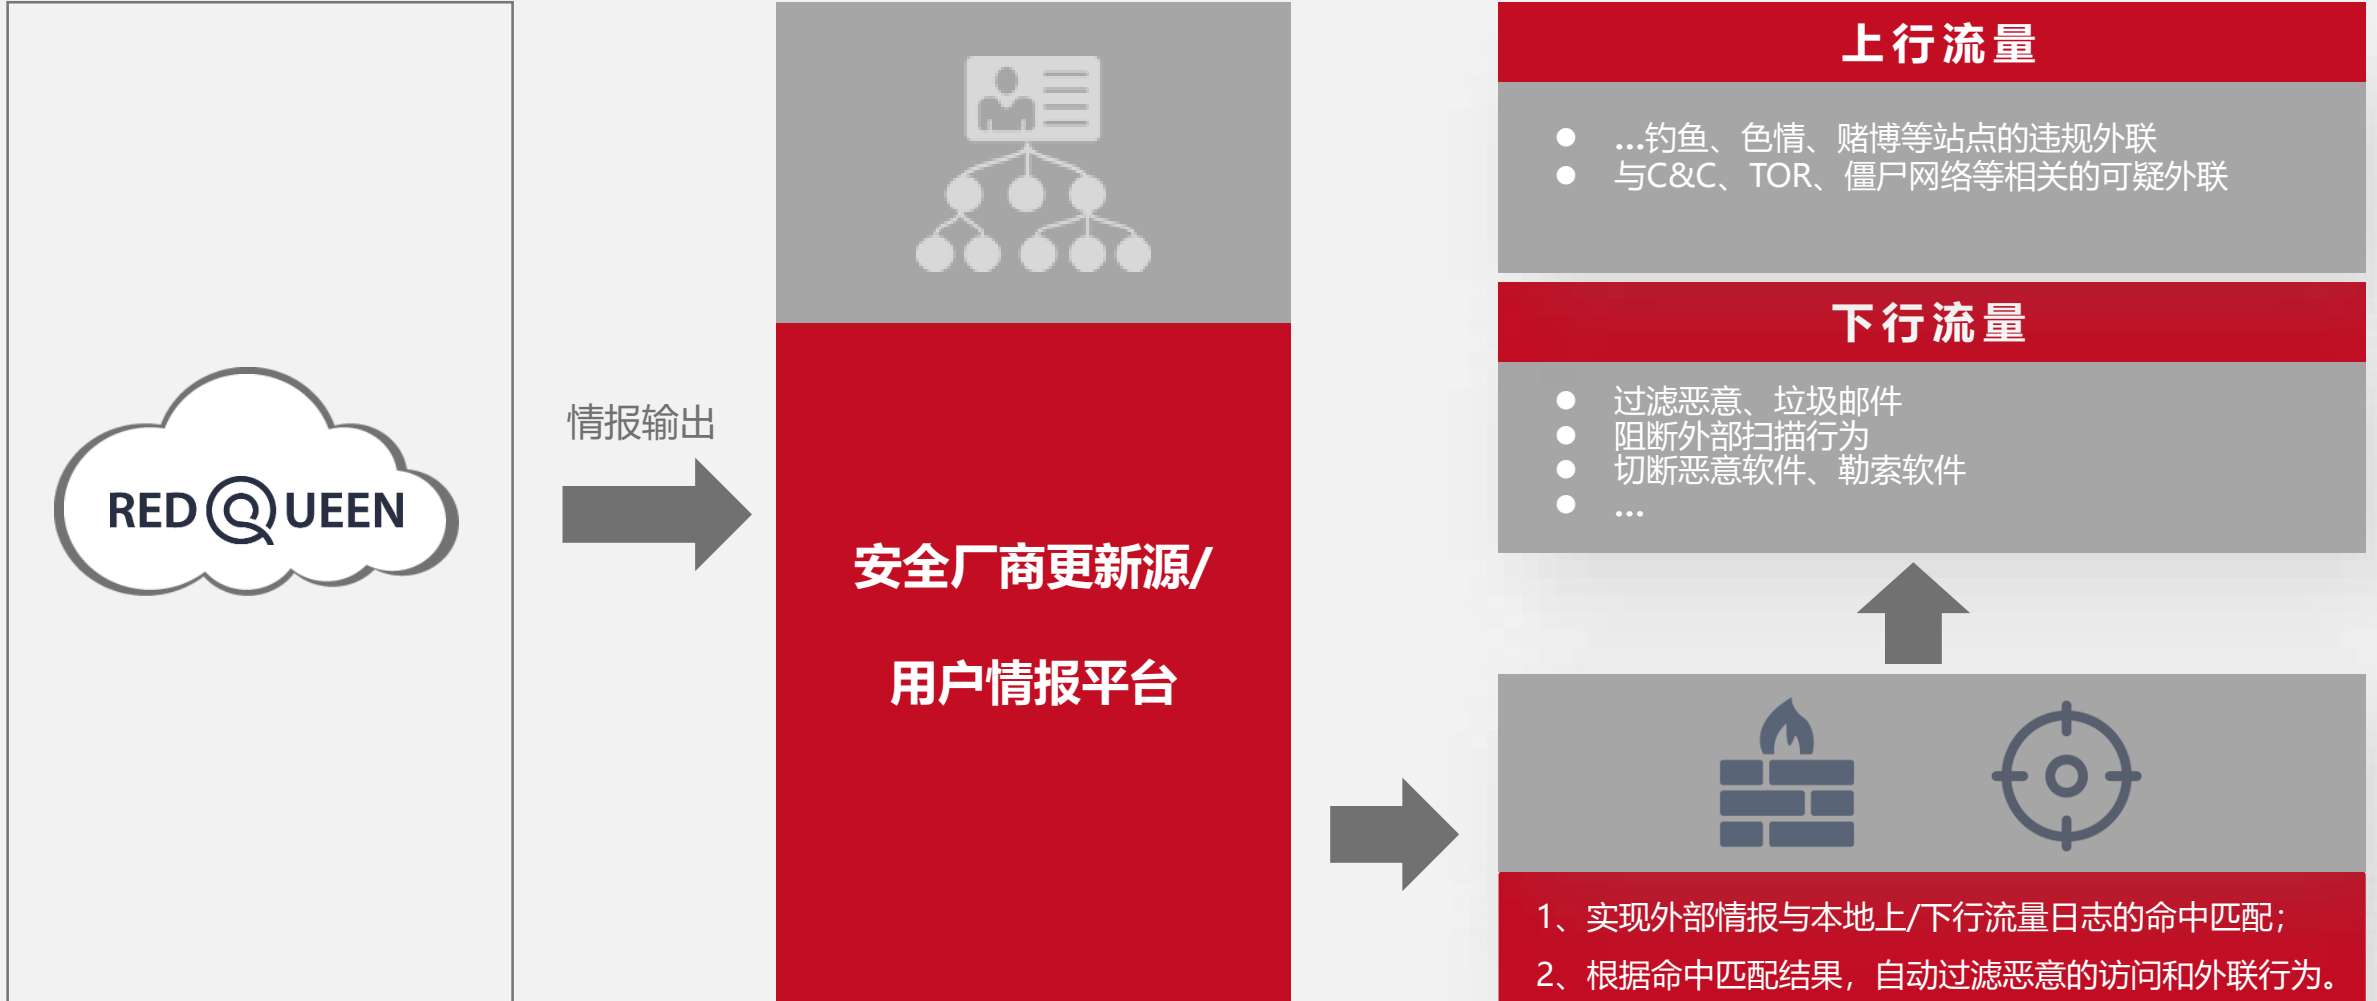 REDQUEEN
情报输出
安全厂商更新源/
用户情报平台
上行流量
● ...钓鱼、色情、赌博等站点的违规外联
● 与C&C、TOR、僵尸网络等相关的可疑外联
下行流量
● 过滤恶意、垃圾邮件
● 阻断外部扫描行为
● 切断恶意软件、勒索软件
● ...
1、实现外部情报与本地上/下行流量日志的命中匹配；
2、根据命中匹配结果，自动过滤恶意的访问和外联行为。